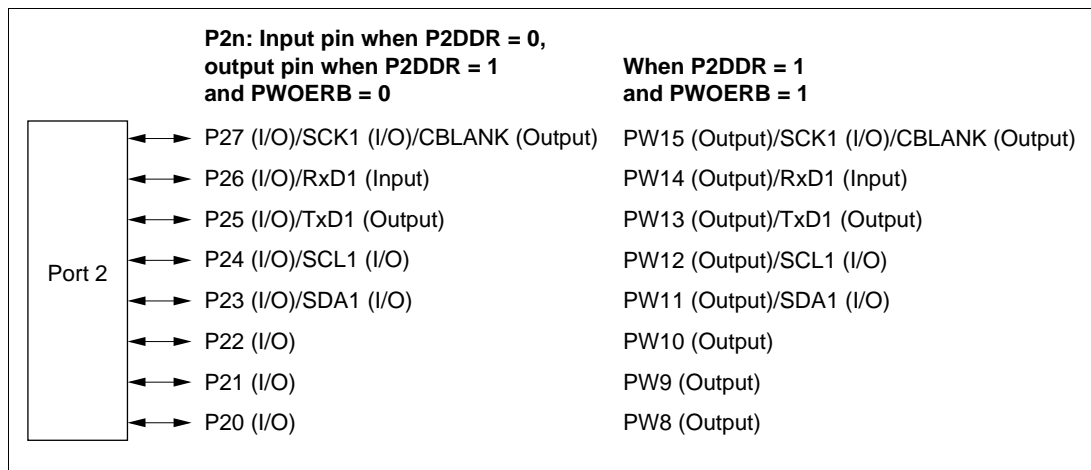 P2n: Input pin when P2DDR = 0,
output pin when P2DDR = 1
and PWOERB = 0
When P2DDR = 1
and PWOERB = 1
Port 2
P27 (I/O)/SCK1 (I/O)/CBLANK (Output)
PW15 (Output)/SCK1 (I/O)/CBLANK (Output)
P26 (I/O)/RxD1 (Input)
PW14 (Output)/RxD1 (Input)
P25 (I/O)/TxD1 (Output)
PW13 (Output)/TxD1 (Output)
P24 (I/O)/SCL1 (I/O)
PW12 (Output)/SCL1 (I/O)
P23 (I/O)/SDA1 (I/O)
PW11 (Output)/SDA1 (I/O)
P22 (I/O)
PW10 (Output)
P21 (I/O)
PW9 (Output)
P20 (I/O)
PW8 (Output)